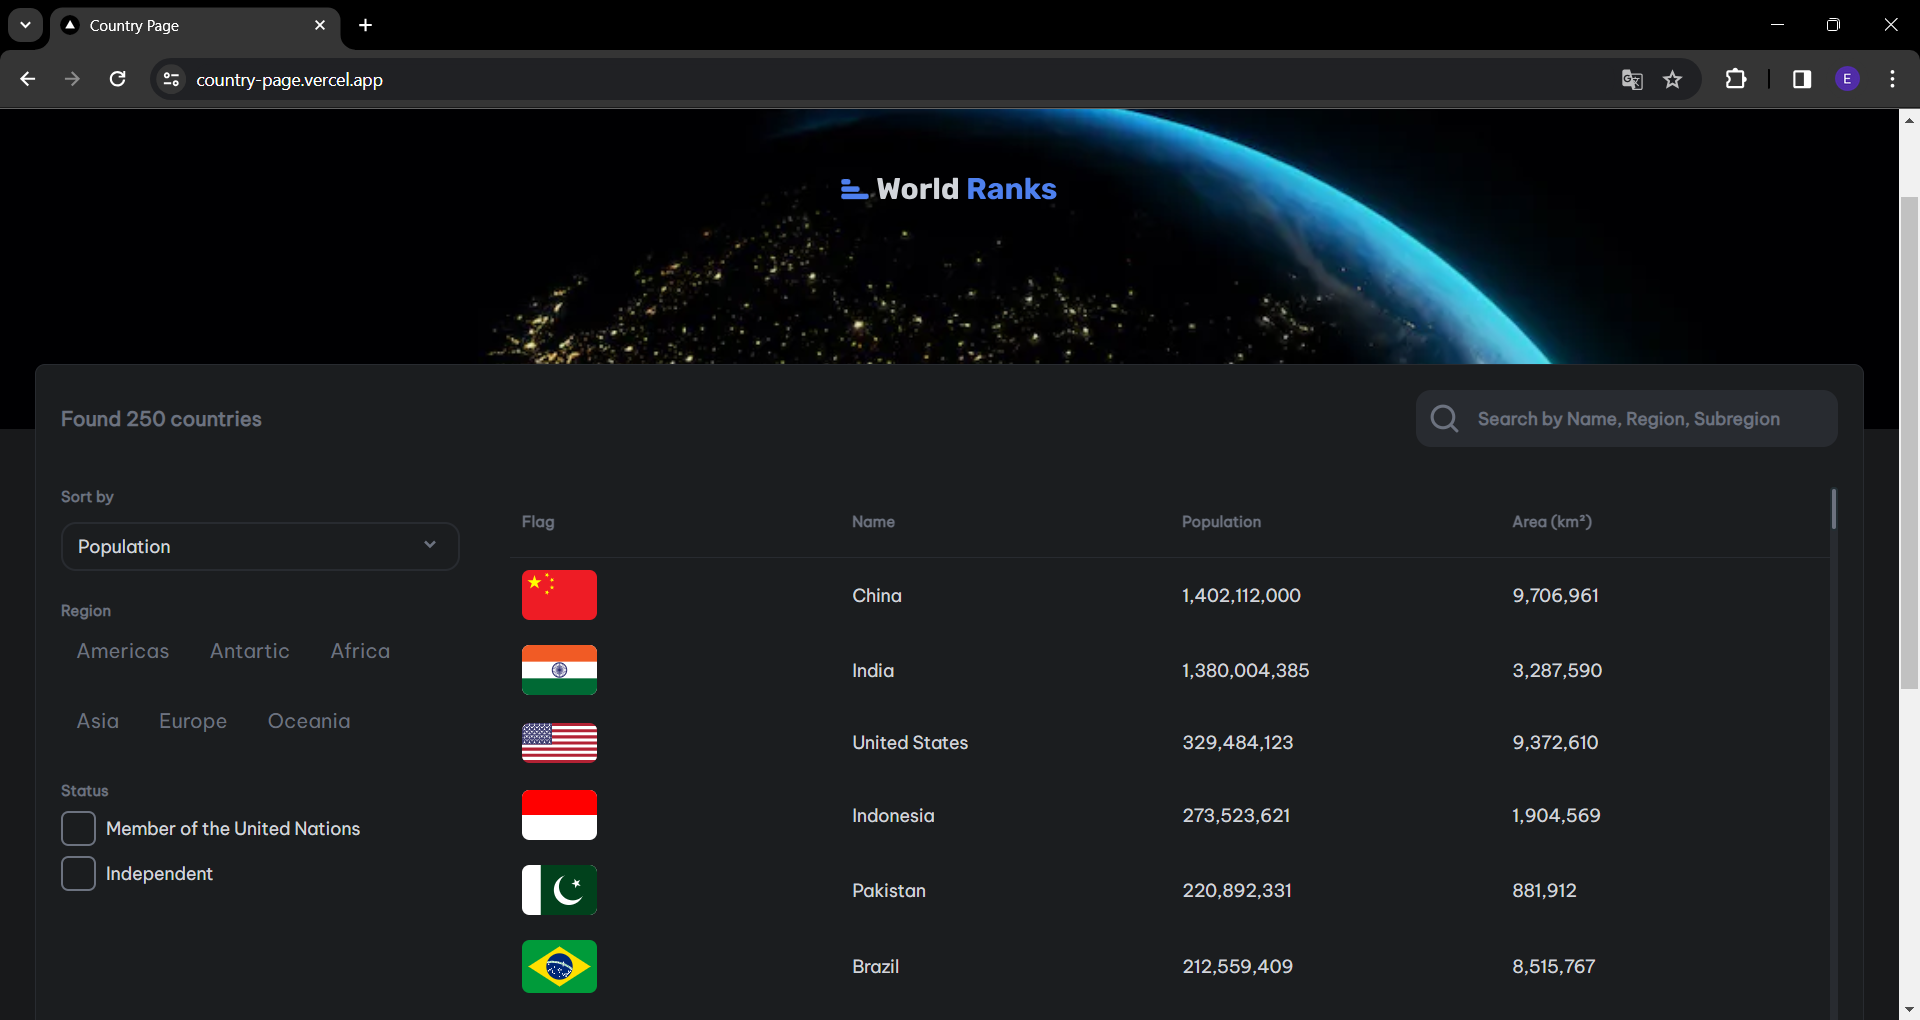 Country Page
country-page.vercel.app
E
World Ranks
Found 250 countries
Search by Name, Region, Subregion
Sort by
Population
Region
Americas Antartic Africa
Asia Europe Oceania
Status
Member of the United Nations
Independent
Flag Name Population Area (km²)
China 1,402,112,000 9,706,961
India 1,380,004,385 3,287,590
United States 329,484,123 9,372,610
Indonesia 273,523,621 1,904,569
Pakistan 220,892,331 881,912
Brazil 212,559,409 8,515,767